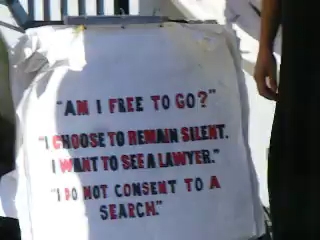 "AM I FREE TO GO?"
"I CHOOSE TO REMAIN SILENT.
I WANT TO SEE A LAWYER."
"I DO NOT CONSENT TO A
SEARCH."